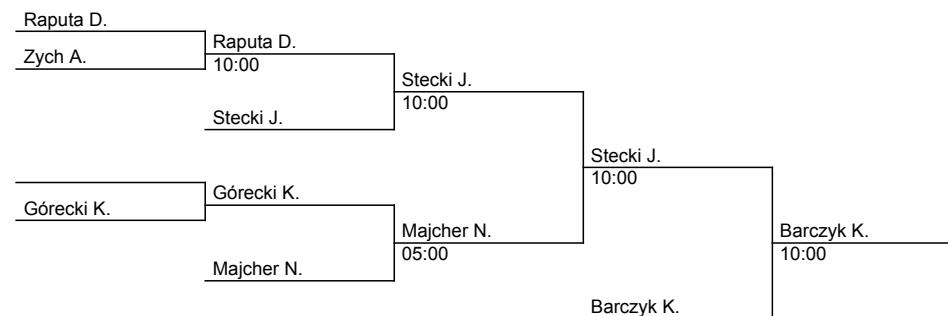 Raputa D.
Zych A.
Raputa D.
10:00
Stecki J.
Stecki J.
10:00
Górecki K.
Górecki K.
Majcher N.
Majcher N.
05:00
Stecki J.
10:00
Barczyk K.
Barczyk K.
10:00